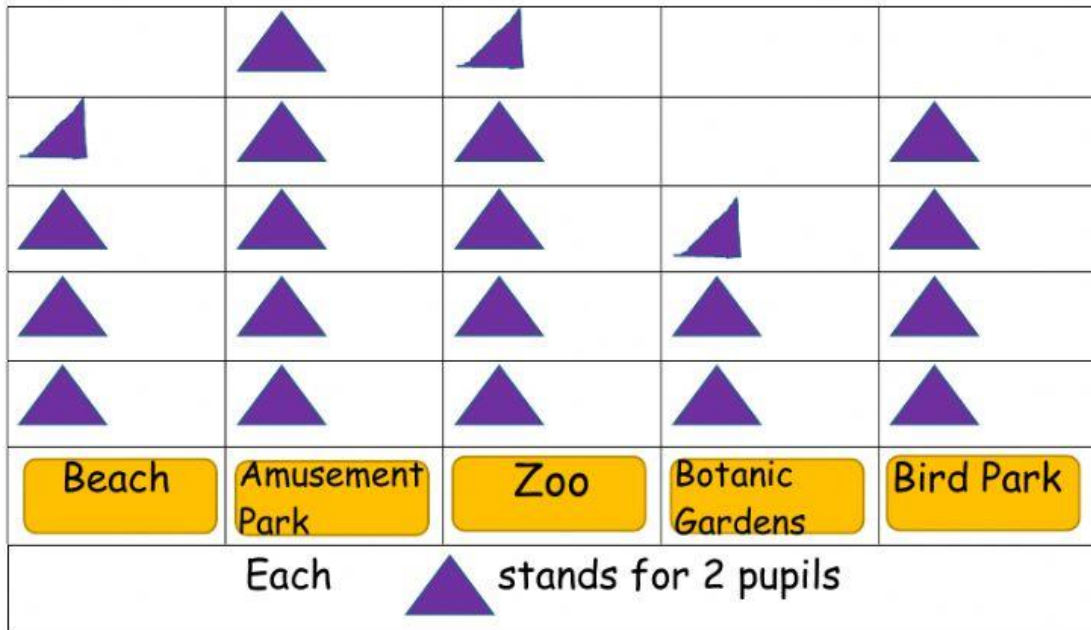 Beach
Amusement
Park
Zoo
Botanic
Gardens
Bird Park
Each stands for 2 pupils